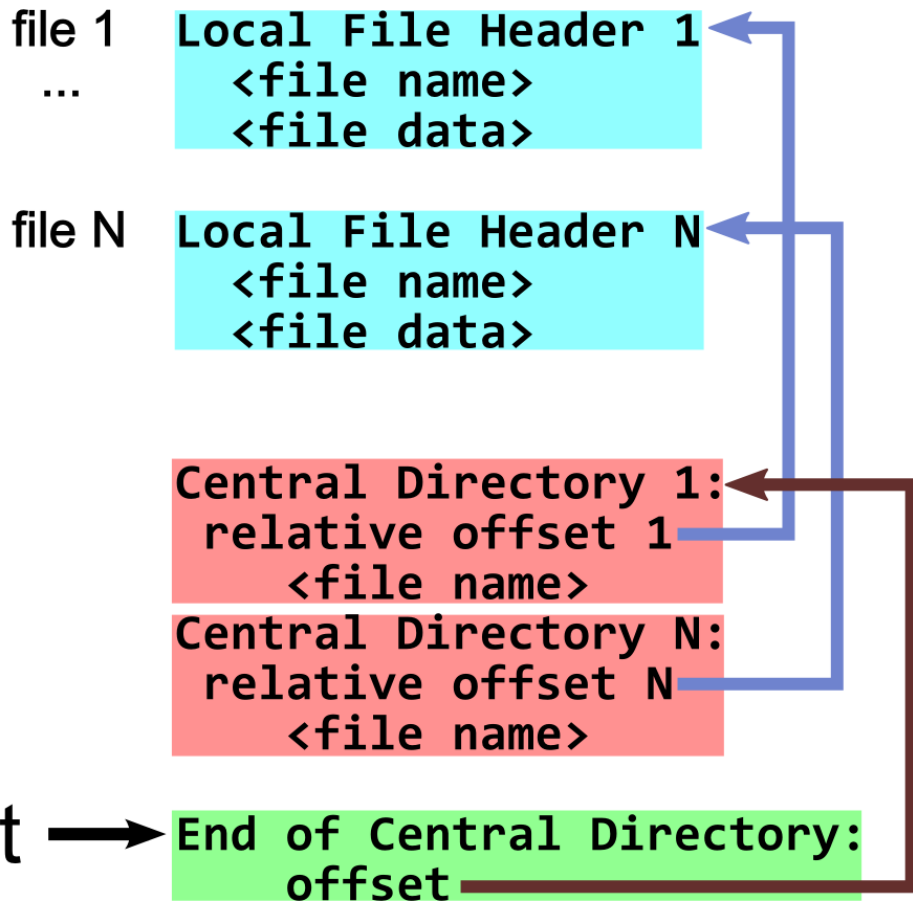 file 1 Local File Header 1
... <file name>
<file data>
file N Local File Header N
<file name>
<file data>
Central Directory 1:
relative offset 1
<file name>
Central Directory N:
relative offset N
<file name>
t End of Central Directory:
offset